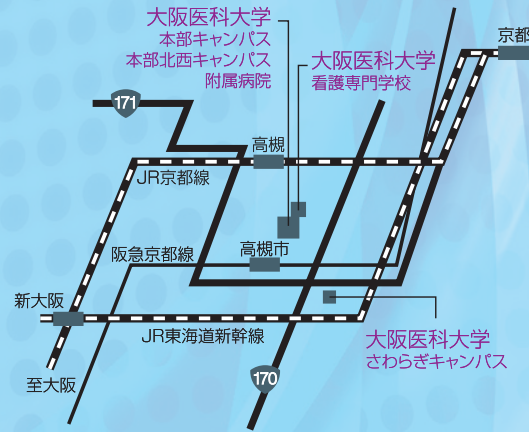 大阪医科大学
本部キャンパス
本部北西キャンパス
附属病院
大阪医科大学
看護専門学校
京都
171
高槻
JR京都線
阪急京都線
高槻市
新大阪
JR東海道新幹線
大阪医科大学
さわらぎキャンパス
至大阪
170